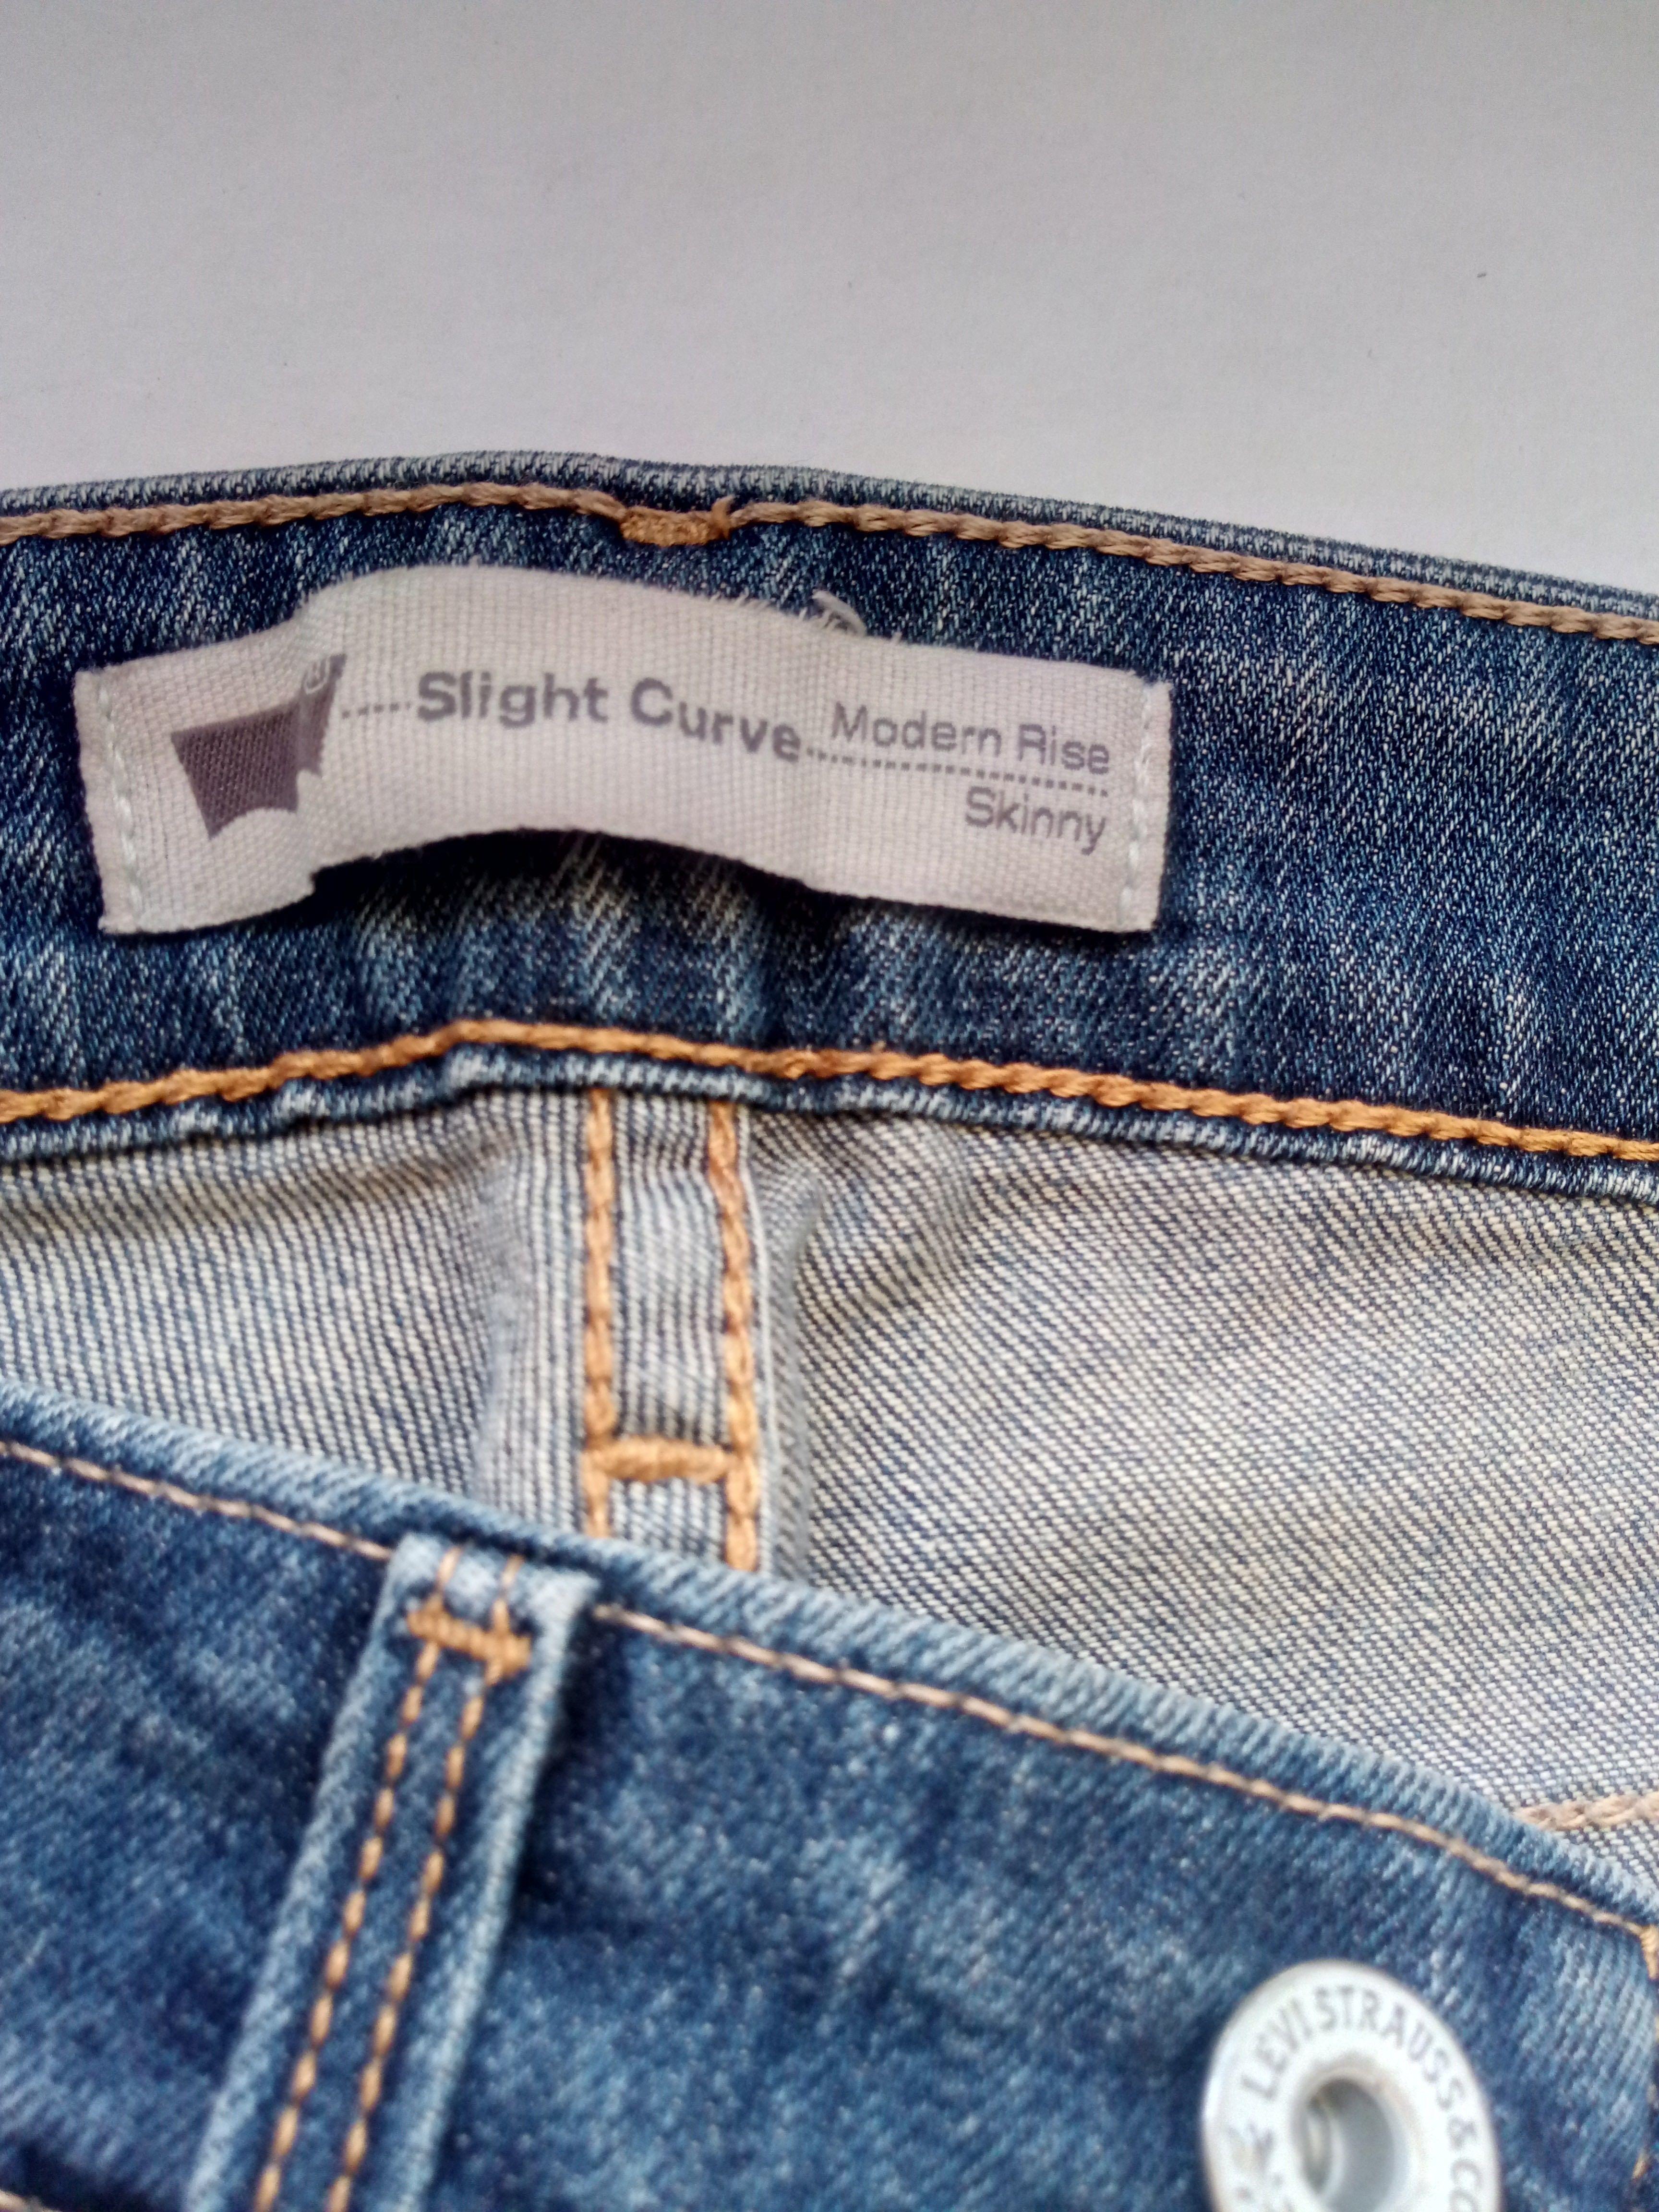 Slight Curve
Modern Rise
Skinny
LEVI STRAUSS & CO